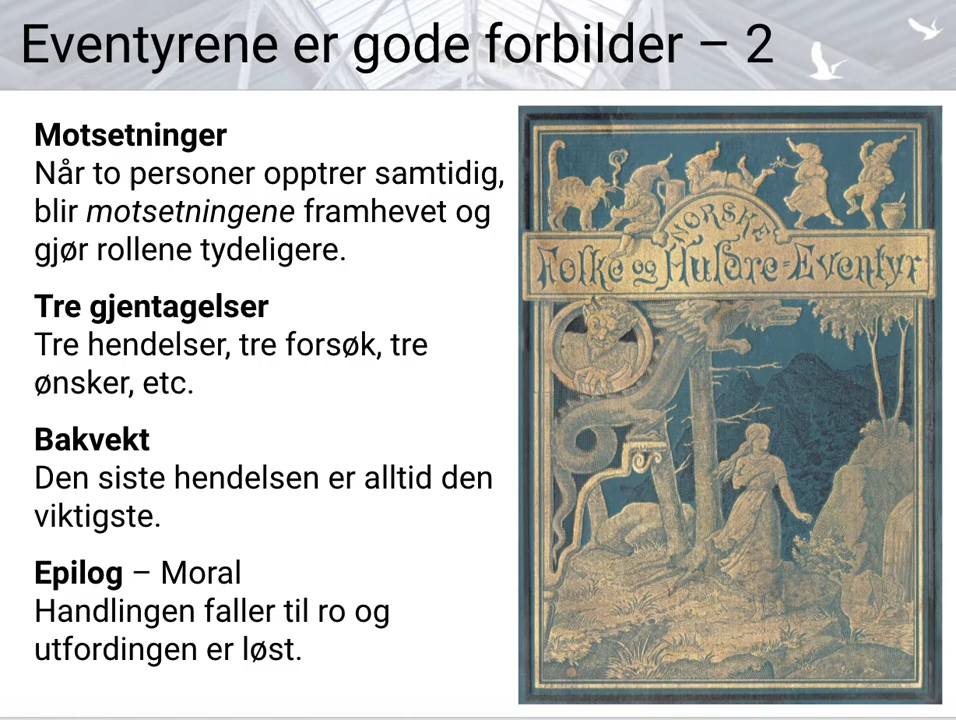 Eventyrene er gode forbilder – 2
Motsetninger
Når to personer opptrer samtidig,
blir motsetningene framhevet og
gjør rollene tydeligere.
Tre gjentagelser
Tre hendelser, tre forsøk, tre
ønsker, etc.
Bakvekt
Den siste hendelsen er alltid den
viktigste.
Epilog – Moral
Handlingen faller til ro og
utfordingen er løst.
NORSKE
Folke og Huldre=Eventyr